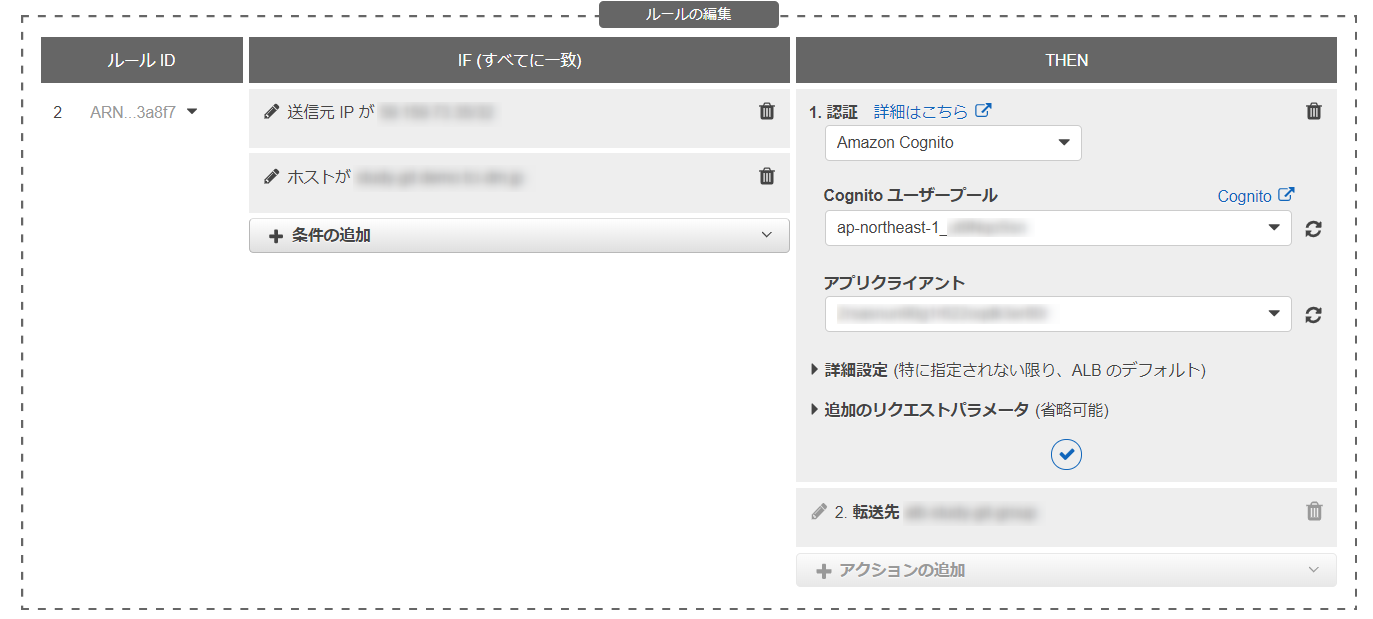 ルールの編集
ルール ID
IF (すべてに一致)
THEN
2 ARN...3a8f7
送信元 IP が
ホストが
条件の追加
1. 認証 詳細はこちら
Amazon Cognito
Cognito ユーザープール Cognito
ap-northeast-1_
アプリクライアント
詳細設定 (特に指定されない限り、ALB のデフォルト)
追加のリクエストパラメータ (省略可能)
2. 転送先
アクションの追加